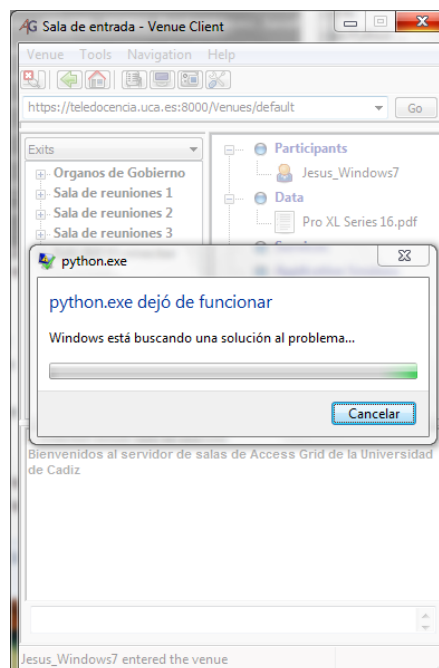 AG Sala de entrada - Venue Client
Venue Tools Navigation Help
https://teledocencia.uca.es:8000/Venues/default
Go
Exits
Organos de Gobierno
Sala de reuniones 1
Sala de reuniones 2
Sala de reuniones 3
Participants
Jesus_Windows7
Data
Pro XL Series 16.pdf
python.exe
python.exe dejó de funcionar
Windows está buscando una solución al problema...
Cancelar
Bienvenidos al servidor de salas de Access Grid de la Universidad
de Cadiz
Jesus_Windows7 entered the venue